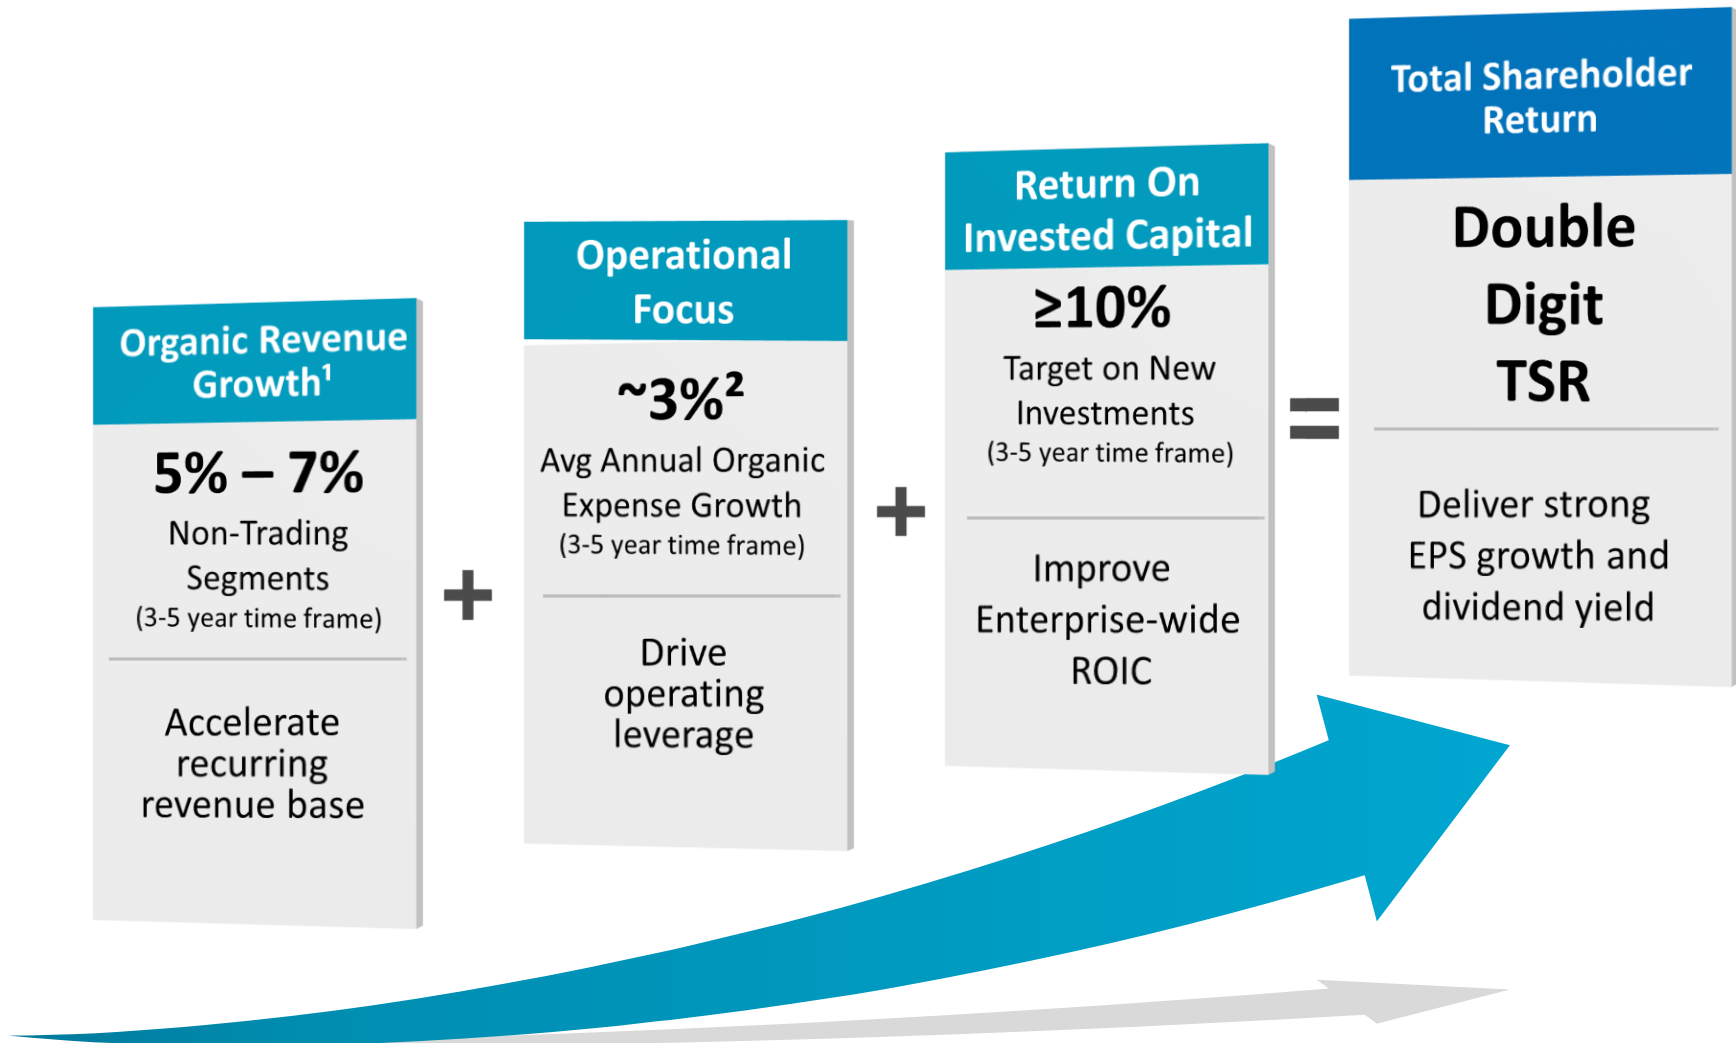 Organic Revenue
Growth¹
5% – 7%
Non-Trading
Segments
(3-5 year time frame)
Accelerate
recurring
revenue base
+
Operational
Focus
~3%²
Avg Annual Organic
Expense Growth
(3-5 year time frame)
Drive
operating
leverage
+
Return On
Invested Capital
≥10%
Target on New
Investments
(3-5 year time frame)
Improve
Enterprise-wide
ROIC
=
Total Shareholder
Return
Double
Digit
TSR
Deliver strong
EPS growth and
dividend yield